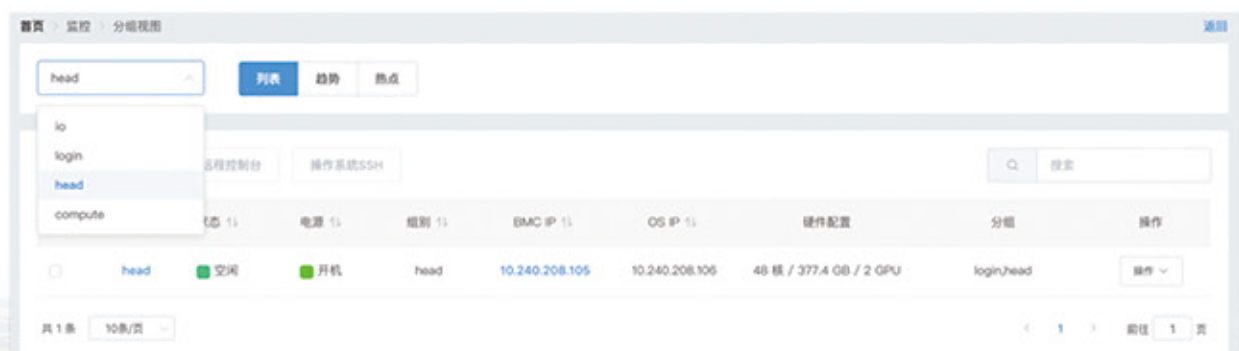 首页 > 监控 > 分组视图 返回
head 列表 趋势 热点
io
login
远程控制台 操作系统SSH 搜索
head
compute
状态 电源 组别 BMC IP OS IP 硬件配置 分组 操作
head 空闲 开机 head 10.240.208.105 10.240.208.106 48 核 / 377.4 GB / 2 GPU login,head 操作
共 1 条 10条/页 < 1 > 前往 1 页